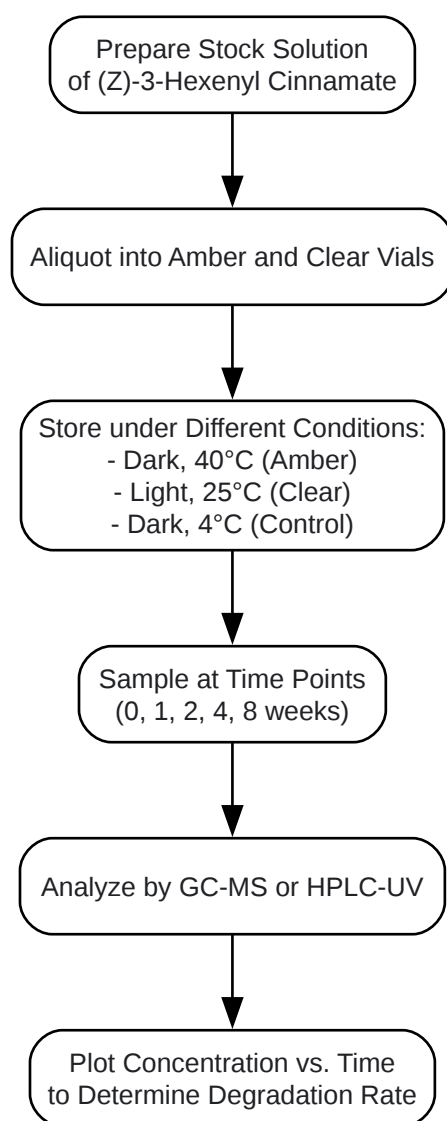 Prepare Stock Solution
of (Z)-3-Hexenyl Cinnamate
Aliquot into Amber and Clear Vials
Store under Different Conditions:
- Dark, 40°C (Amber)
- Light, 25°C (Clear)
- Dark, 4°C (Control)
Sample at Time Points
(0, 1, 2, 4, 8 weeks)
Analyze by GC-MS or HPLC-UV
Plot Concentration vs. Time
to Determine Degradation Rate